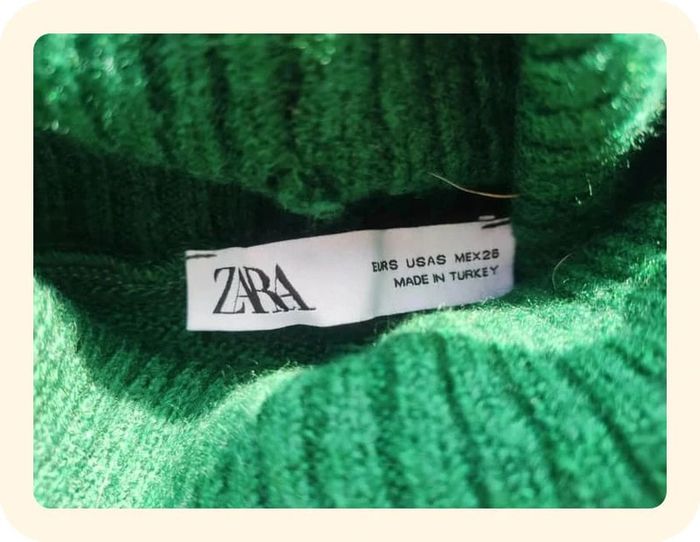 ZARA
EUR S USA S MEX 26
MADE IN TURKEY